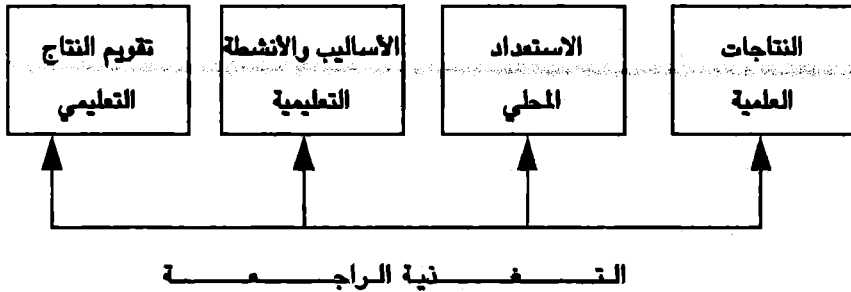 النتاجات
العلمية
الاستعداد
المحلي
الأساليب والأنشطة
التعليمية
تقويم النتاج
التعليمي
التغذية الراجعة